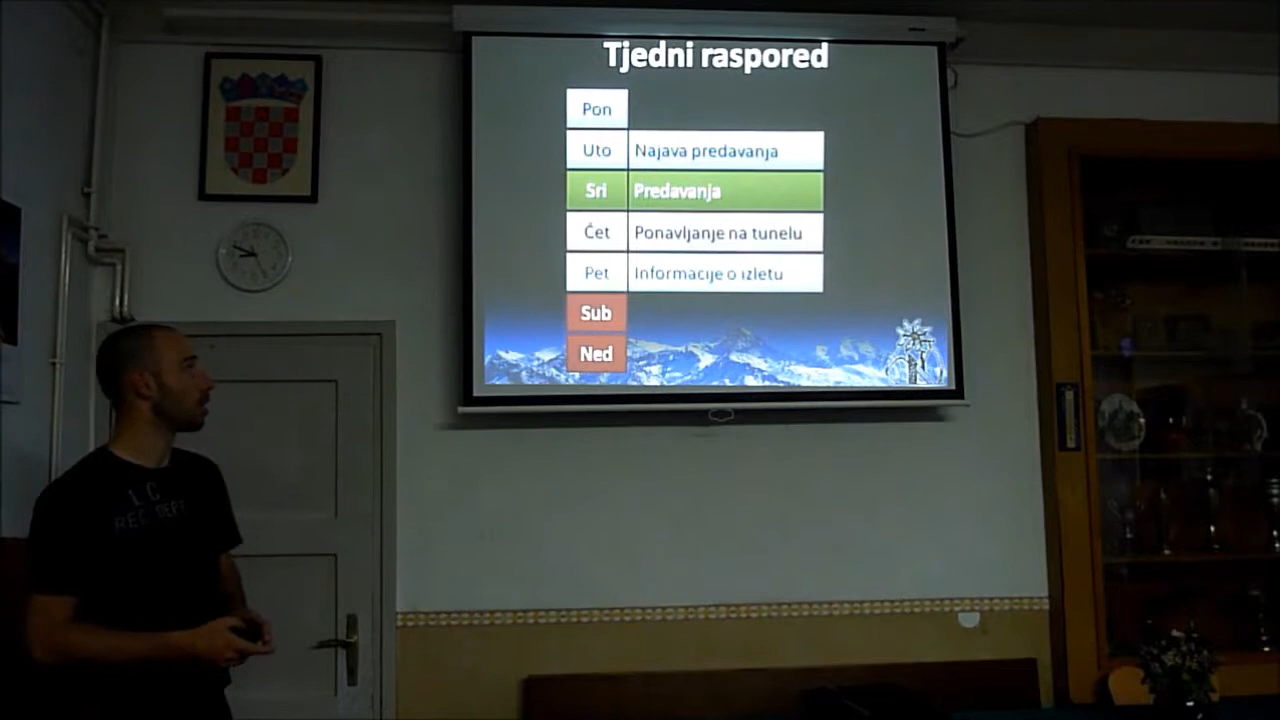 Tjedni raspored
Pon
Uto Najava predavanja
Sri Predavanja
Čet Ponavljanje na tunelu
Pet Informacije o izletu
Sub
Ned